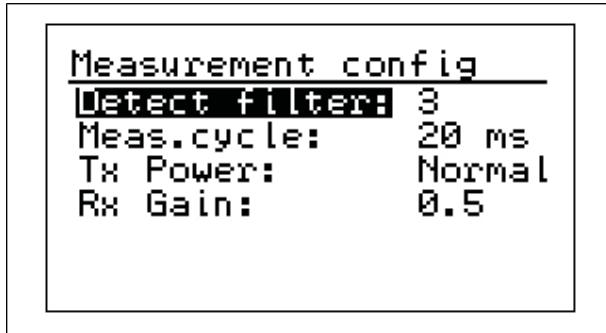 Measurement config
Detect filter: 3
Meas.cycle: 20 ms
Tx Power: Normal
Rx Gain: 0.5